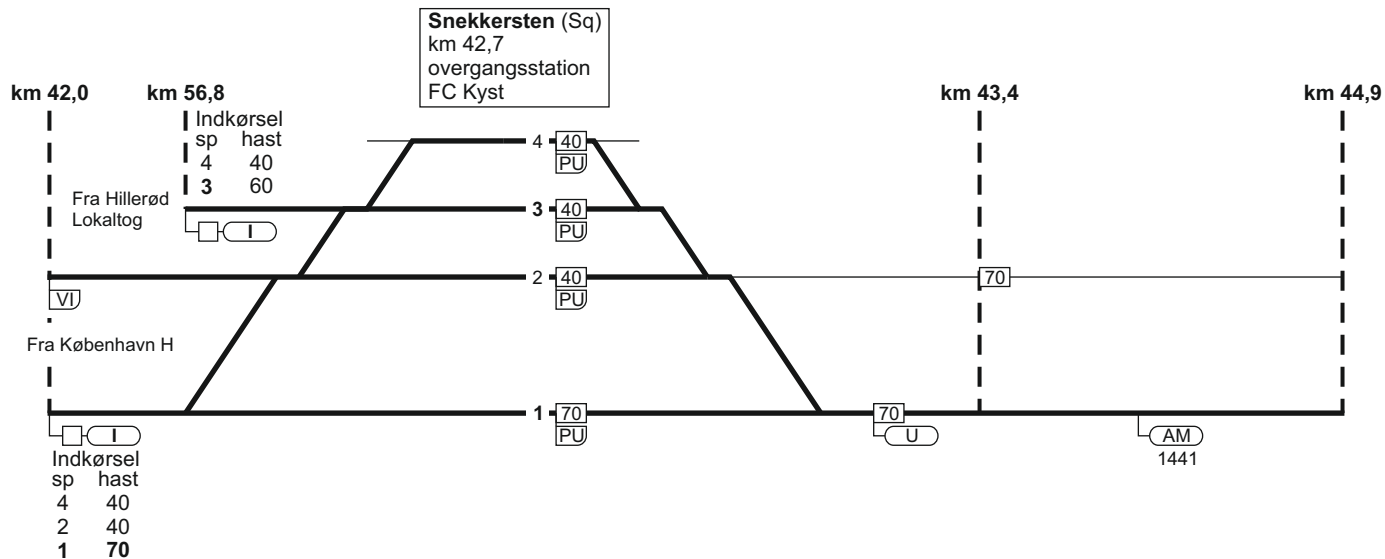 Snekkersten (Sq)
km 42,7
overgangsstation
FC Kyst
km 42,0
km 56,8
km 43,4
km 44,9
Indkørsel
sp hast
4 40
3 60
Fra Hillerød
Lokaltog
I
4 40
PU
3 40
PU
2 40
PU
70
VI
Fra København H
1 70
PU
70
U
AM
1441
I
Indkørsel
sp hast
4 40
2 40
1 70